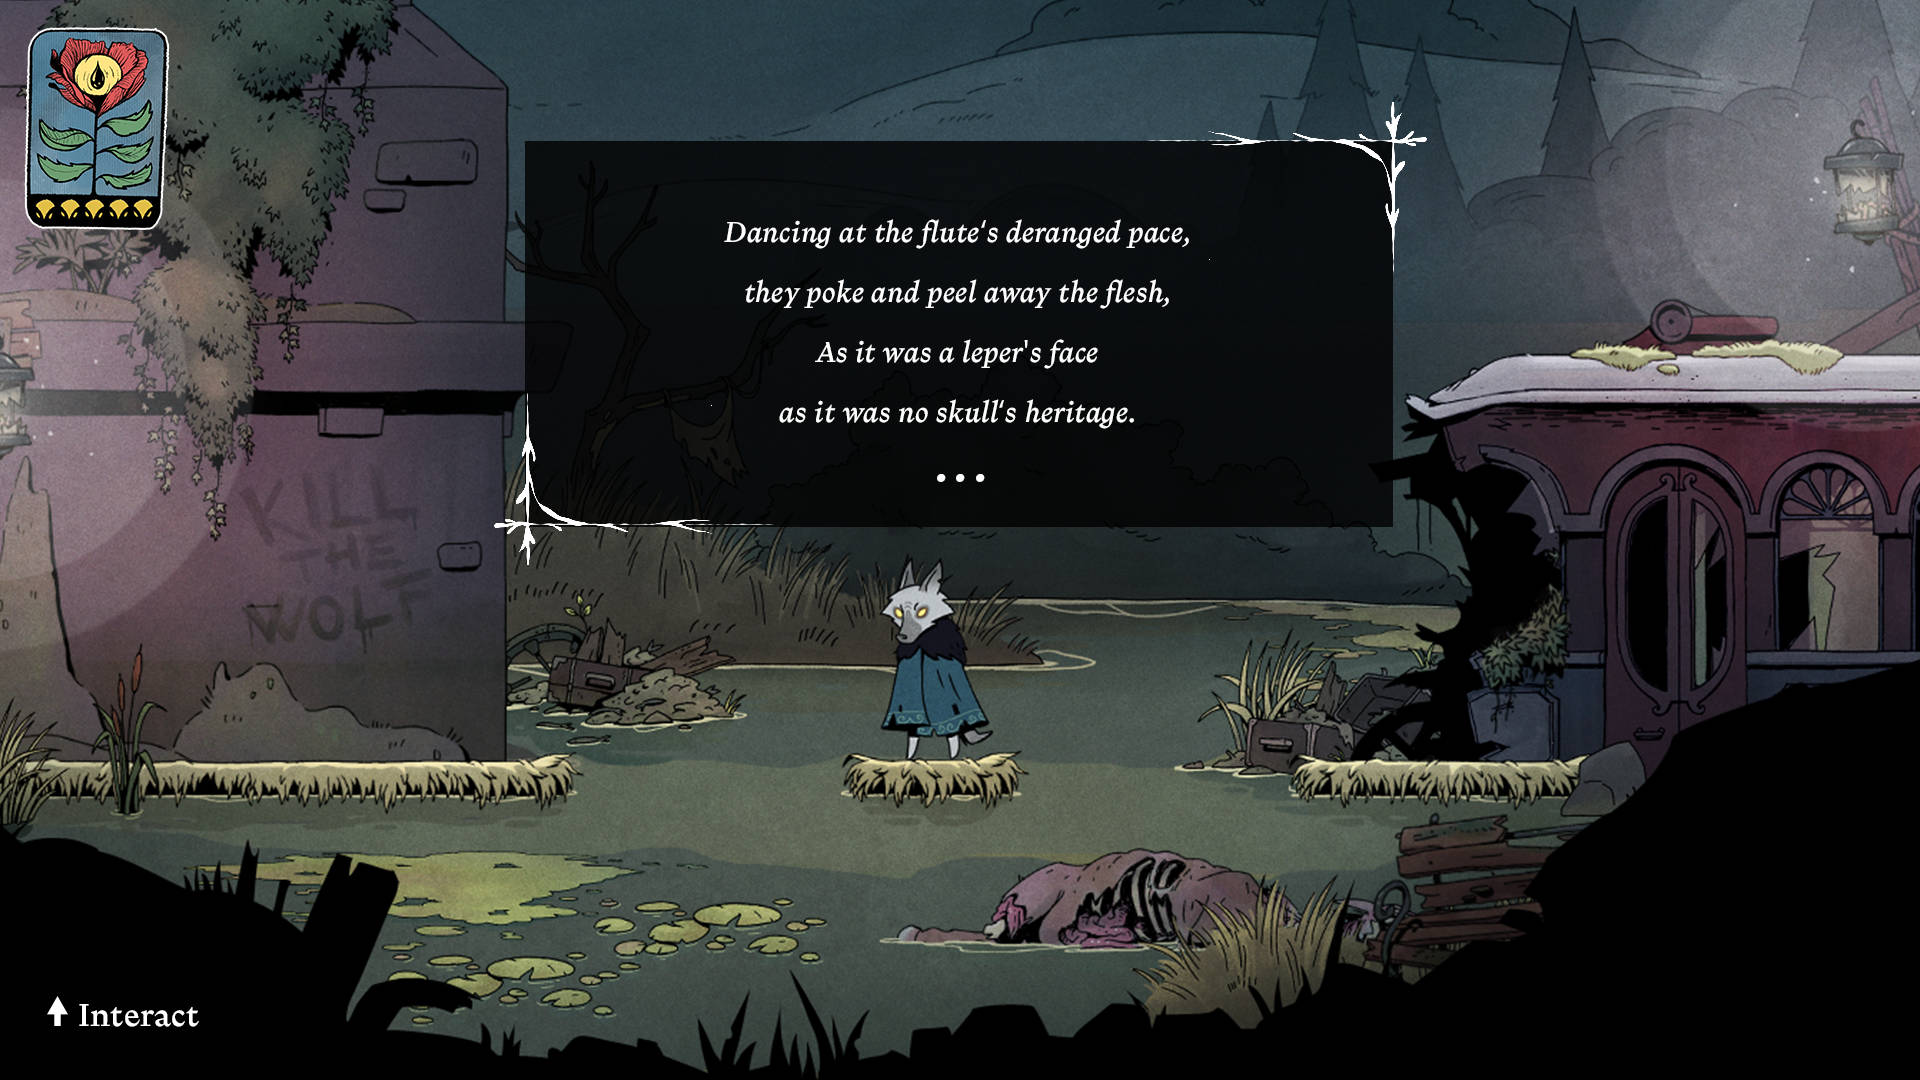 Dancing at the flute's deranged pace,
they poke and peel away the flesh,
As it was a leper's face
as it was no skull's heritage.
...
KILL
THE
WOLF
Interact